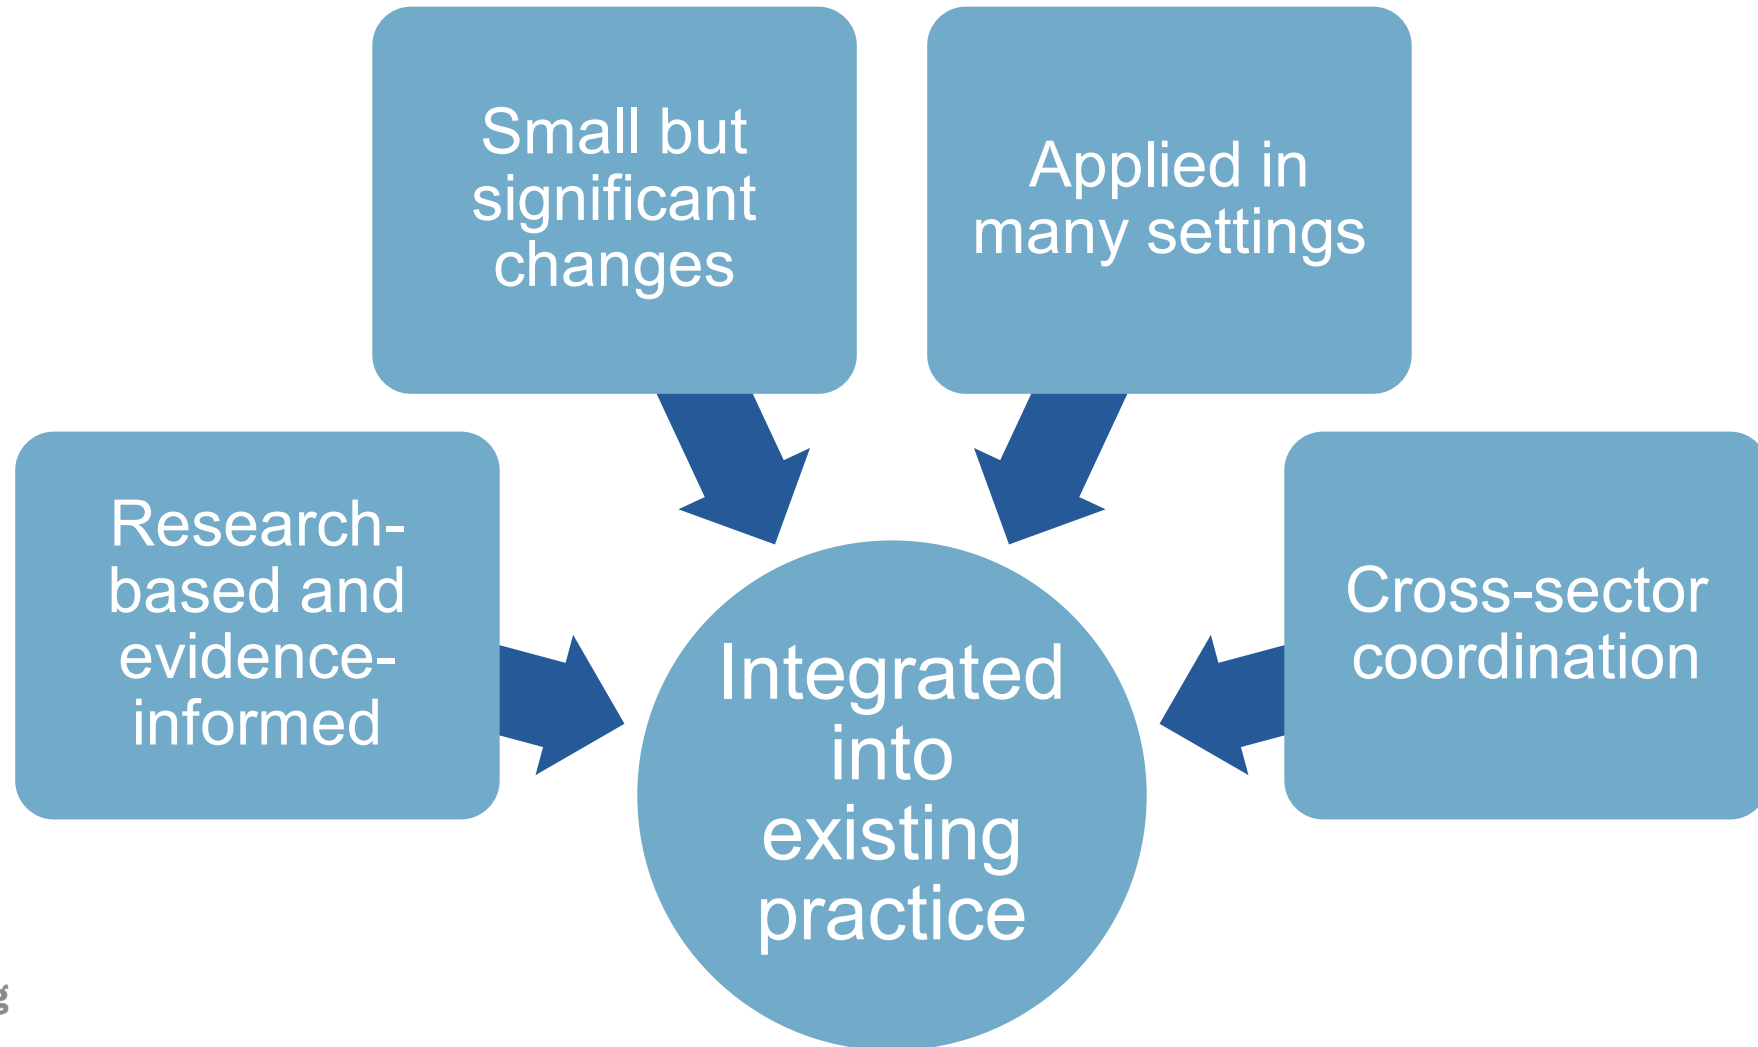 Small but
significant
changes
Applied in
many settings
Research-
based and
evidence-
informed
Cross-sector
coordination
Integrated
into
existing
practice
g